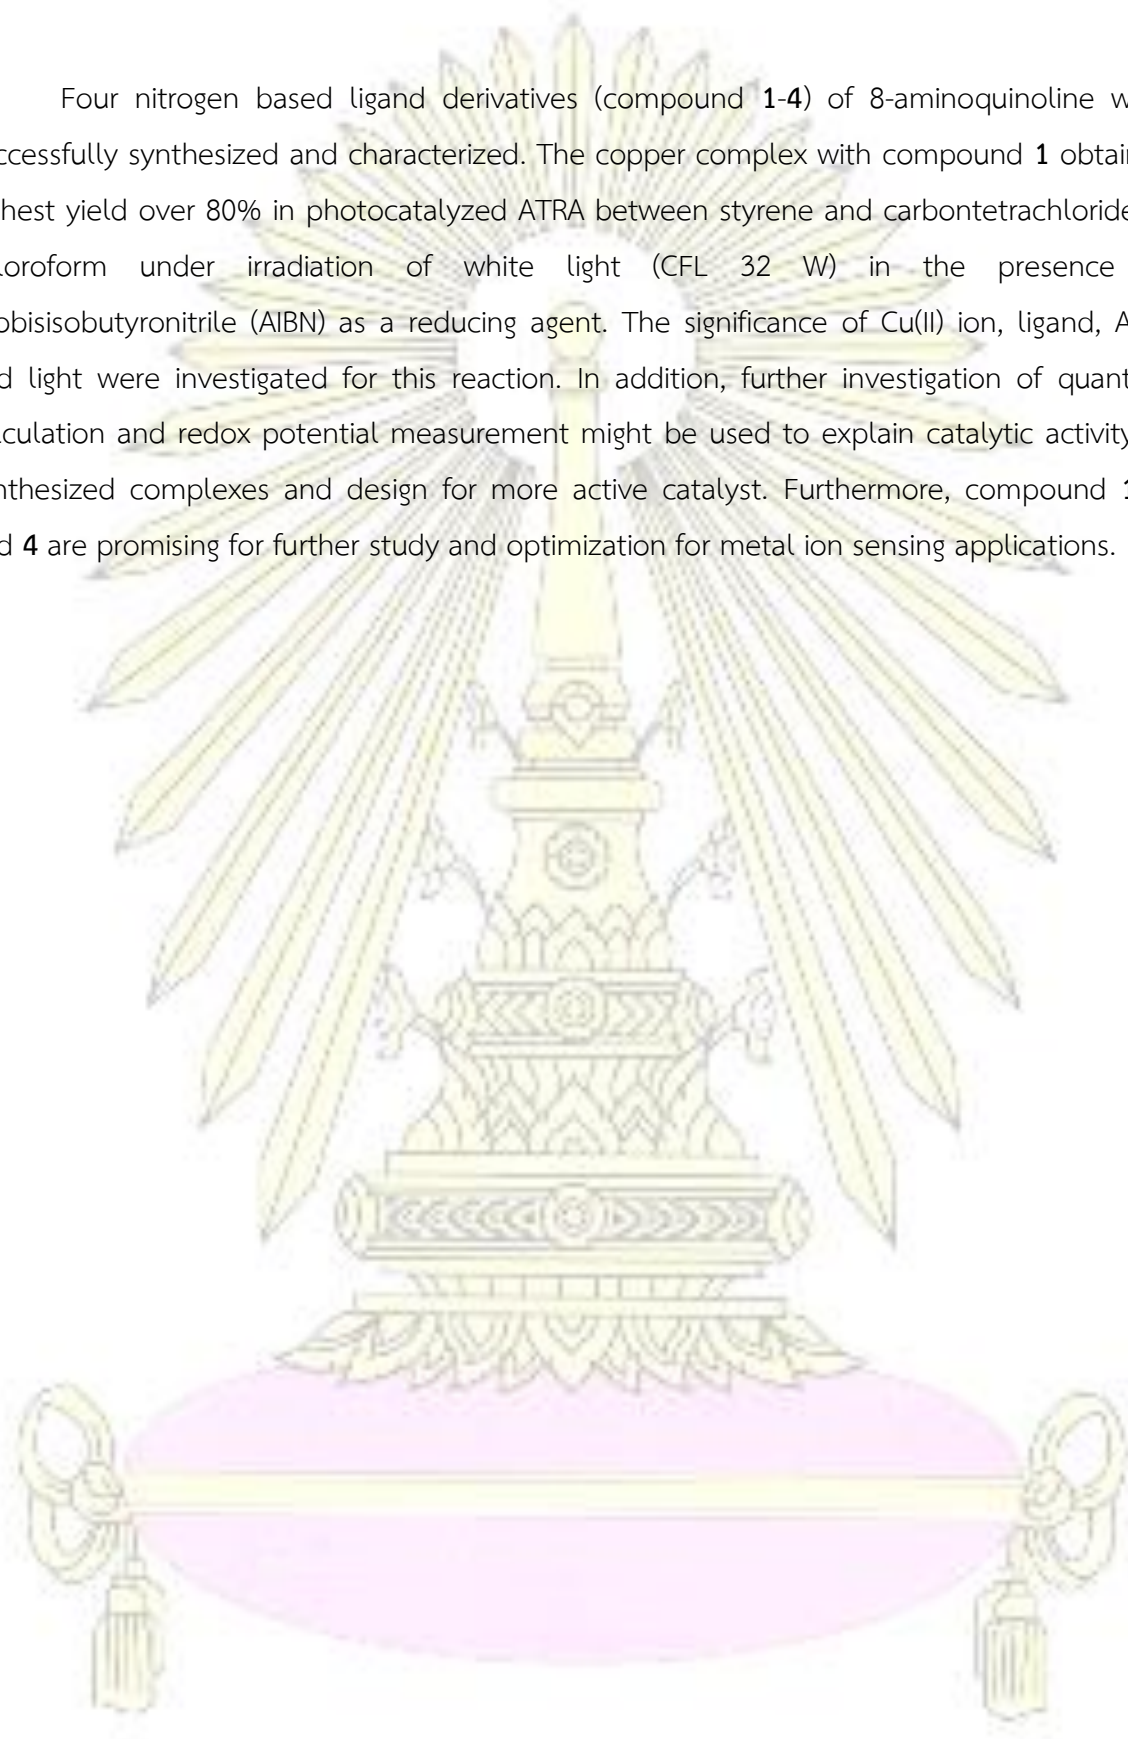 Four nitrogen based ligand derivatives (compound 1-4) of 8-aminoquinoline w
ccessfully synthesized and characterized. The copper complex with compound 1 obtain
hest yield over 80% in photocatalyzed ATRA between styrene and carbontetrachloride
loroform under irradiation of white light (CFL 32 W) in the presence
obisisobutyronitrile (AIBN) as a reducing agent. The significance of Cu(II) ion, ligand, A
d light were investigated for this reaction. In addition, further investigation of quant
culation and redox potential measurement might be used to explain catalytic activity
nthesized complexes and design for more active catalyst. Furthermore, compound 1
d 4 are promising for further study and optimization for metal ion sensing applications.